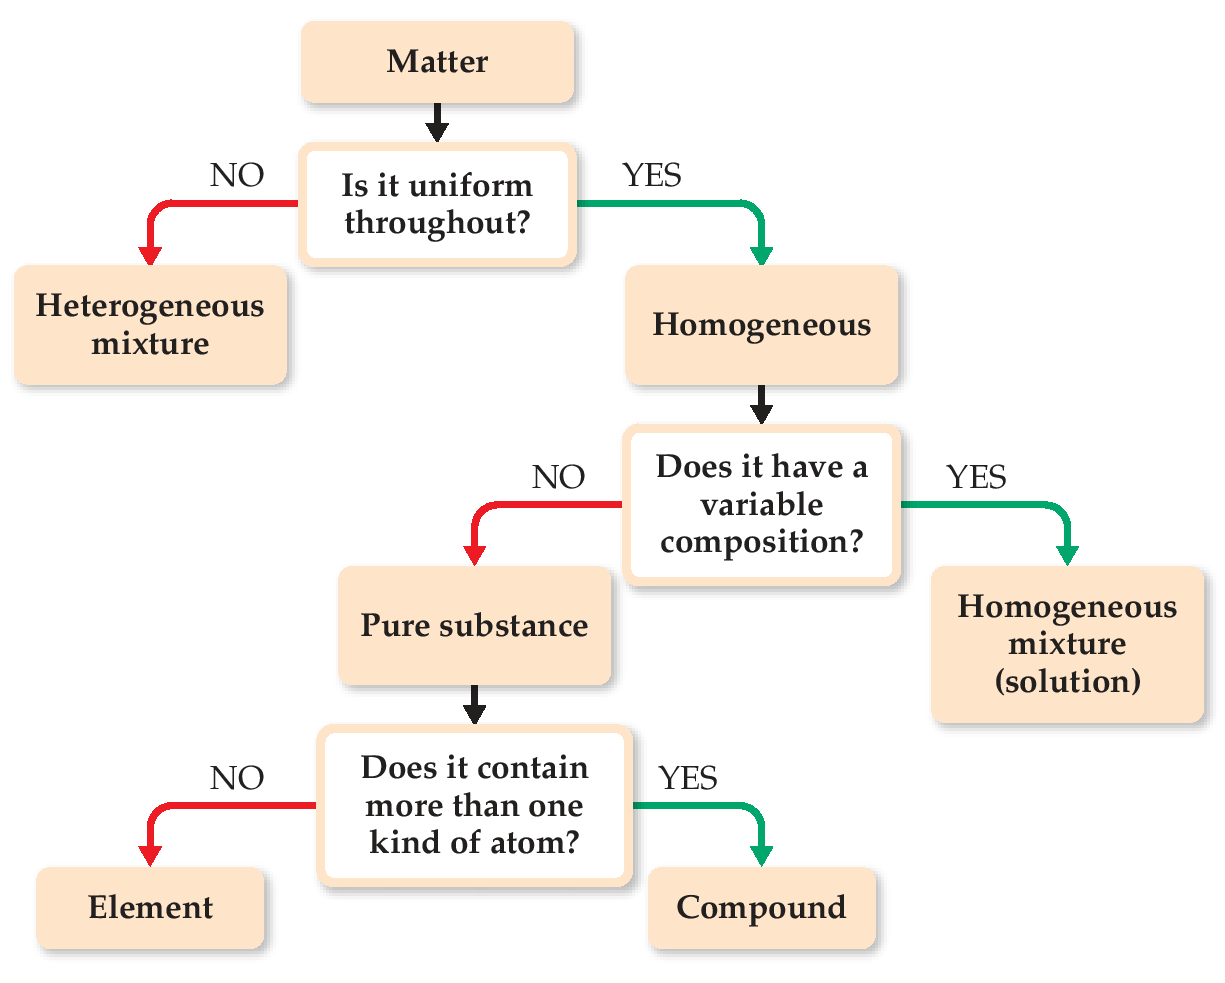 Matter
NO
Is it uniform
throughout?
YES
Heterogeneous
mixture
Homogeneous
NO
Does it have a
variable
composition?
YES
Pure substance
Homogeneous
mixture
(solution)
NO
Does it contain
more than one
kind of atom?
YES
Element
Compound